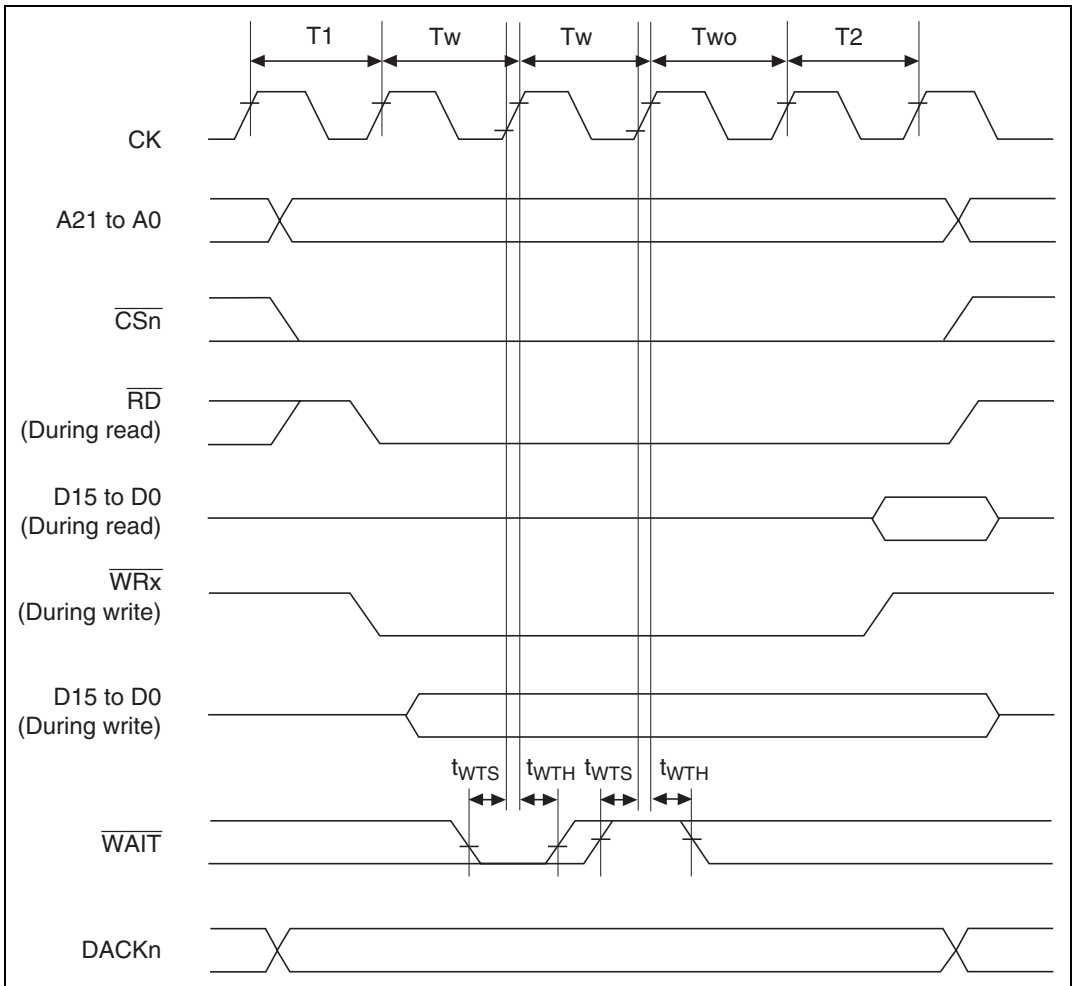 T1 Tw Tw Two T2
CK
A21 to A0
CSn
RD
(During read)
D15 to D0
(During read)
WRx
(During write)
D15 to D0
(During write)
tWTS tWTH tWTS tWTH
WAIT
DACKn